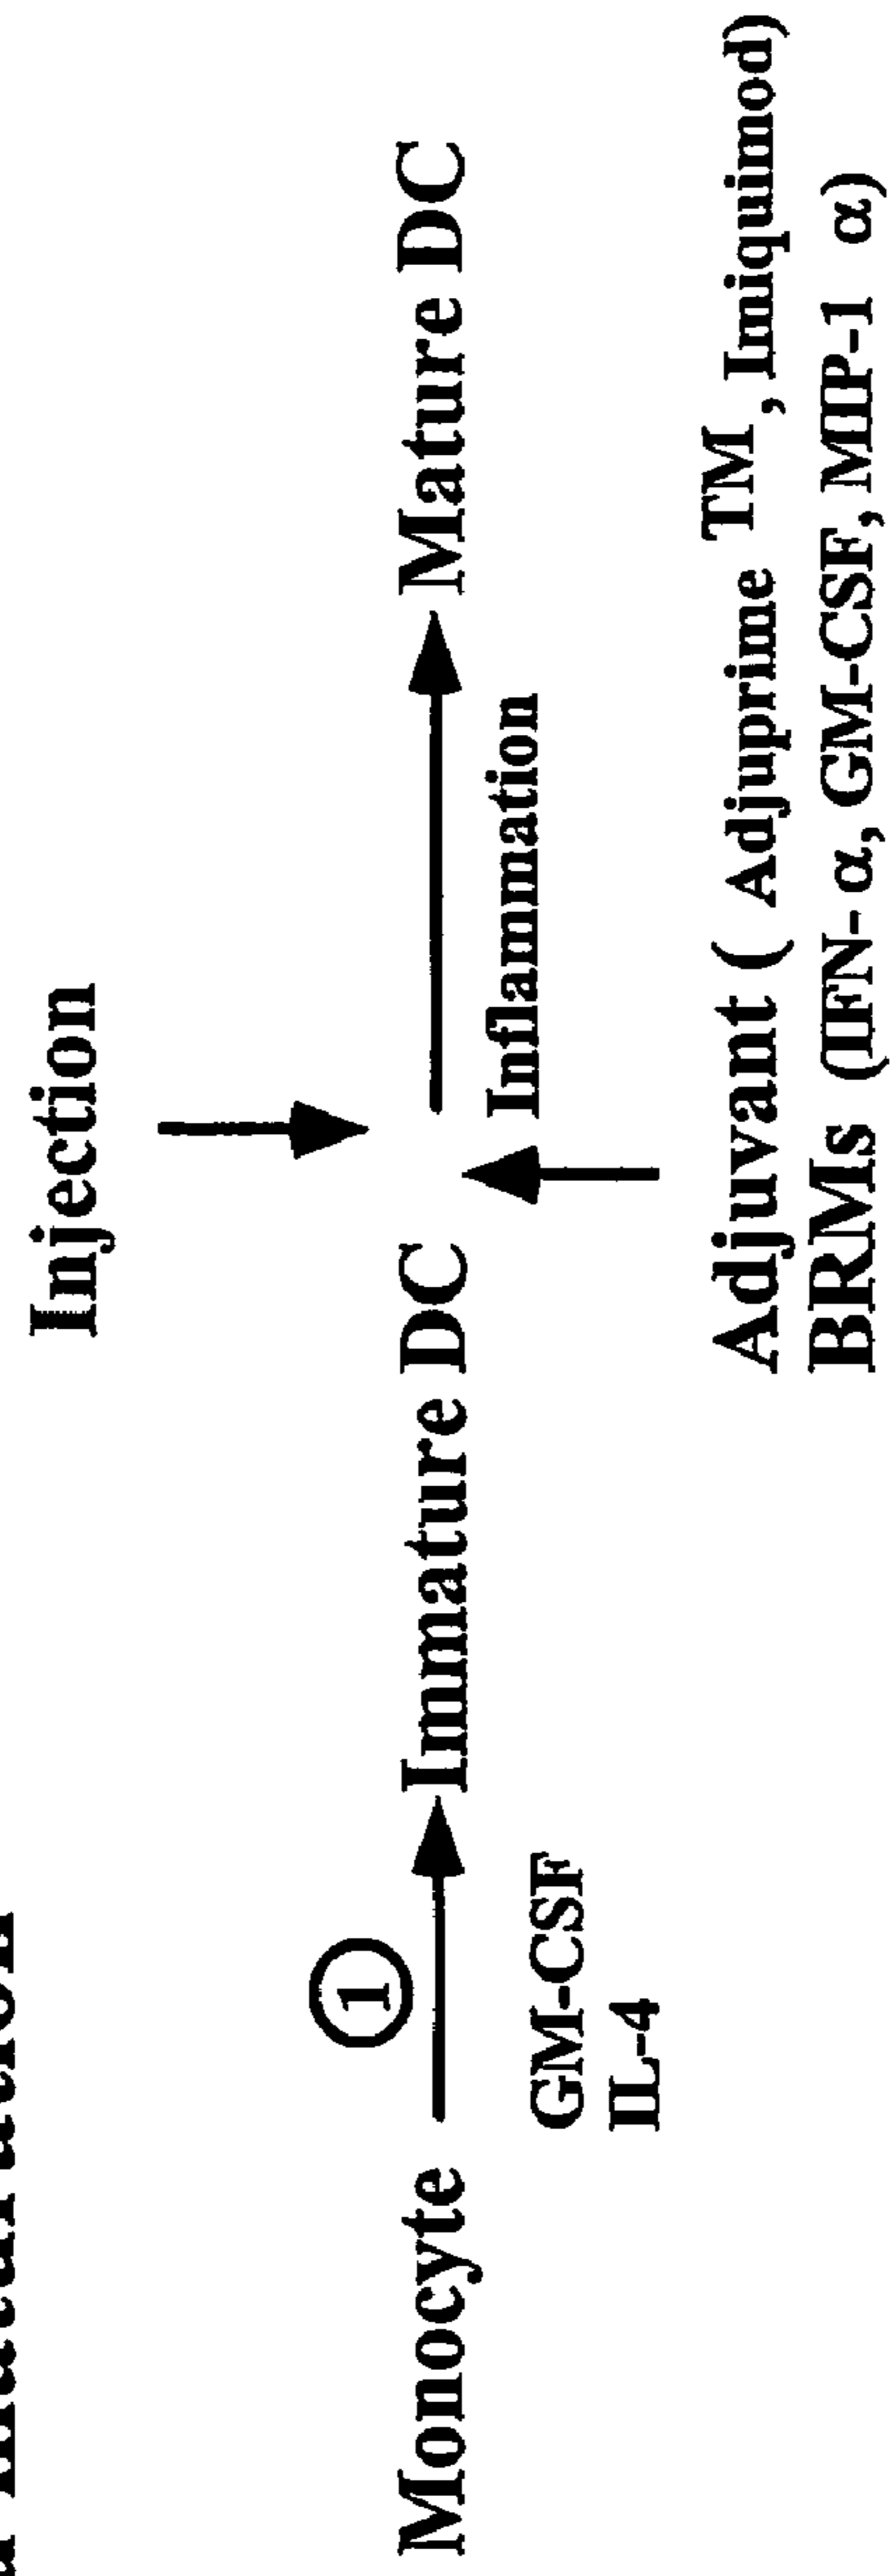 maturation
Injection
1
Monocyte Immature DC Mature DC
GM-CSF
IL-4
Inflammation
Adjuvant ( Adjuprime TM, Imiquimod)
BRMs (IFN-α, GM-CSF, MIP-1 α)